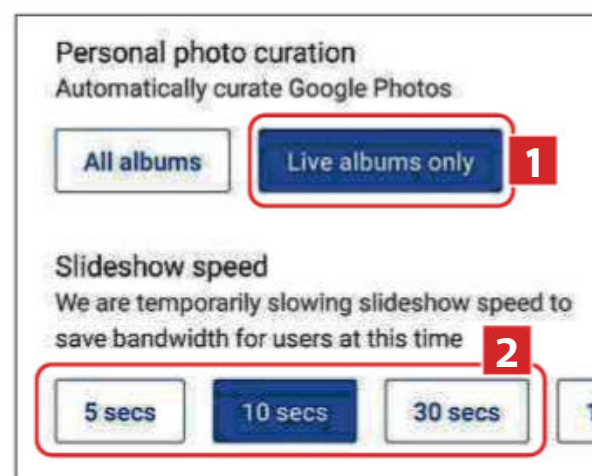 Personal photo curation
Automatically curate Google Photos
All albums
Live albums only
1
Slideshow speed
We are temporarily slowing slideshow speed to
save bandwidth for users at this time
2
5 secs
10 secs
30 secs